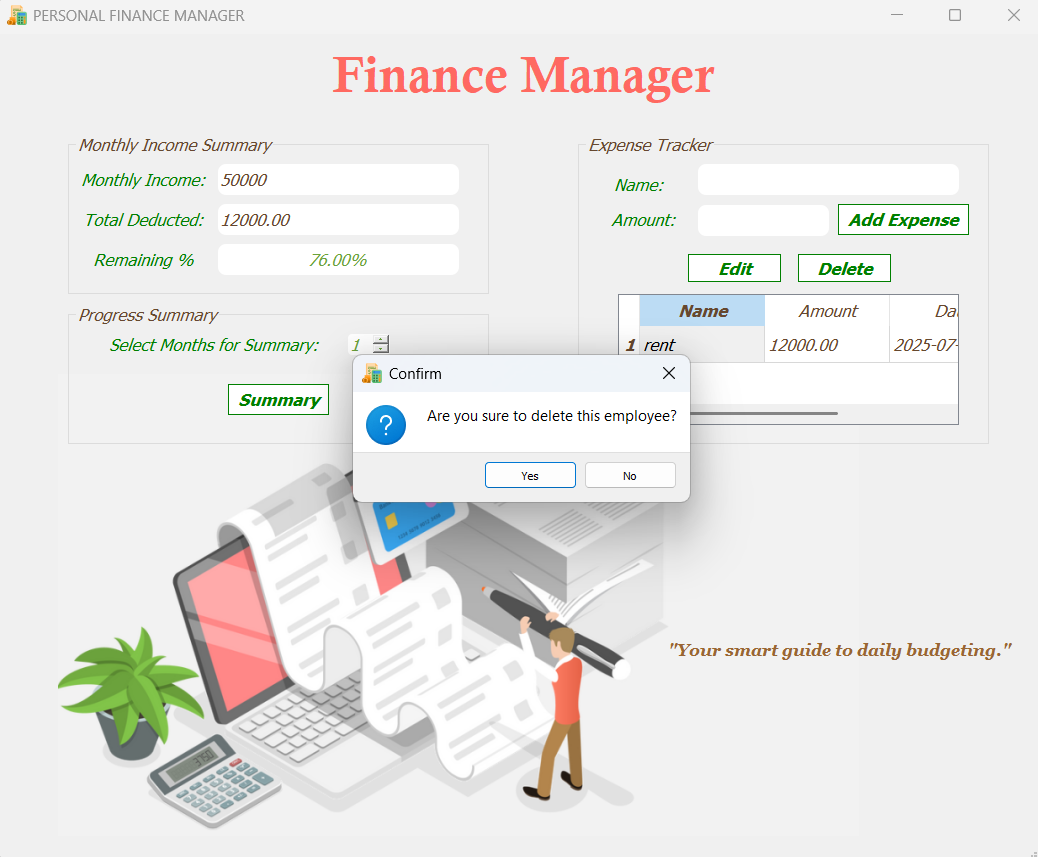 PERSONAL FINANCE MANAGER
Finance Manager
Monthly Income Summary
Monthly Income: 50000
Total Deducted: 12000.00
Remaining % 76.00%
Progress Summary
Select Months for Summary: 1
Summary
Expense Tracker
Name:
Amount: Add Expense
Edit Delete
Name Amount Da
1 rent 12000.00 2025-07-
Confirm
Are you sure to delete this employee?
Yes No
"Your smart guide to daily budgeting."